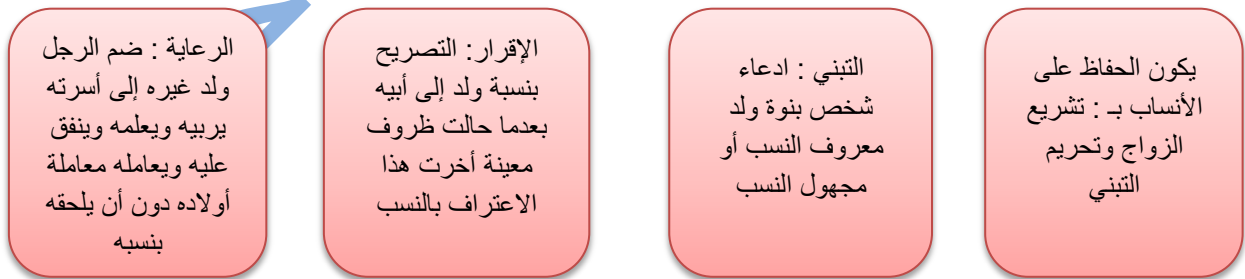 يكون الحفاظ على
الأنساب بـ : تشريع
الزواج وتحريم
التبني
التبني : ادعاء
شخص بنوة ولد
معروف النسب أو
مجهول النسب
الإقرار: التصريح
بنسبة ولد إلى أبيه
بعدما حالت ظروف
معينة أخرت هذا
الاعتراف بالنسب
الرعاية : ضم الرجل
ولد غيره إلى أسرته
يربيه ويعلمه وينفق
عليه ويعامله معاملة
أولاده دون أن يلحقه
بنسبه